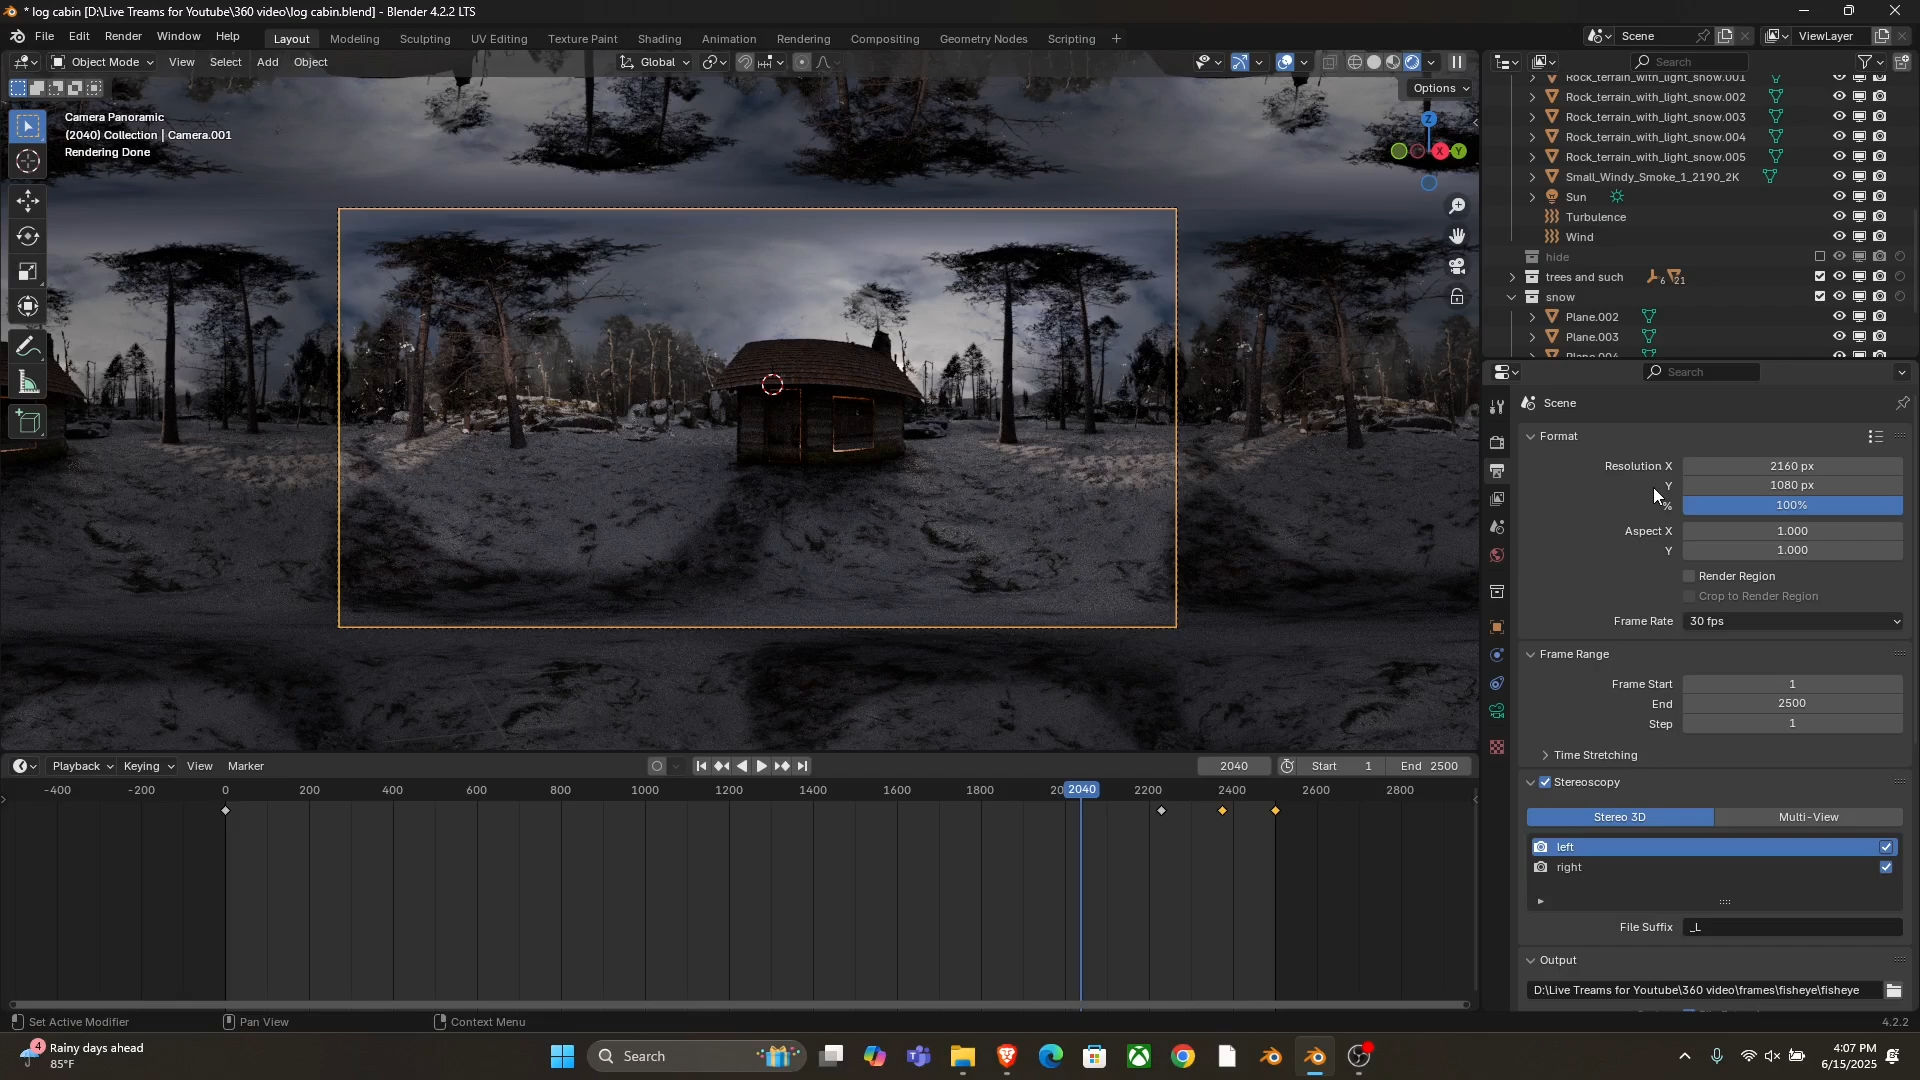 * log cabin [D:\Live Treams for Youtube\360 video\log cabin.blend] - Blender 4.2.2 LTS
File Edit Render Window Help Layout Modeling Sculpting UV Editing Texture Paint Shading Animation Rendering Compositing Geometry Nodes Scripting + Scene ViewLayer
Object Mode View Select Add Object Global Search
Options
Camera Panoramic
(2040) Collection | Camera.001
Rendering Done
Z
X
Y
Rock_terrain_with_light_snow.001
Rock_terrain_with_light_snow.002
Rock_terrain_with_light_snow.003
Rock_terrain_with_light_snow.004
Rock_terrain_with_light_snow.005
Small_Windy_Smoke_1_2190_2K
Sun
Turbulence
Wind
hide
trees and such 6 21
snow
Plane.002
Plane.003
Plane.004
Search
Scene
Format
Resolution X 2160 px
Y 1080 px
% 100%
Aspect X 1.000
Y 1.000
Render Region
Crop to Render Region
Frame Rate 30 fps
Frame Range
Frame Start 1
End 2500
Step 1
Time Stretching
Stereoscopy
Stereo 3D Multi-View
left
right
File Suffix _L
Output
D:\Live Treams for Youtube\360 video\frames\fisheye\fisheye
Playback Keying View Marker 2040 Start 1 End 2500
-400 -200 0 200 400 600 800 1000 1200 1400 1600 1800 20 2040 2200 2400 2600 2800
Set Active Modifier Pan View Context Menu 4.2.2
4 Rainy days ahead
85°F
Search
4:07 PM
6/15/2025